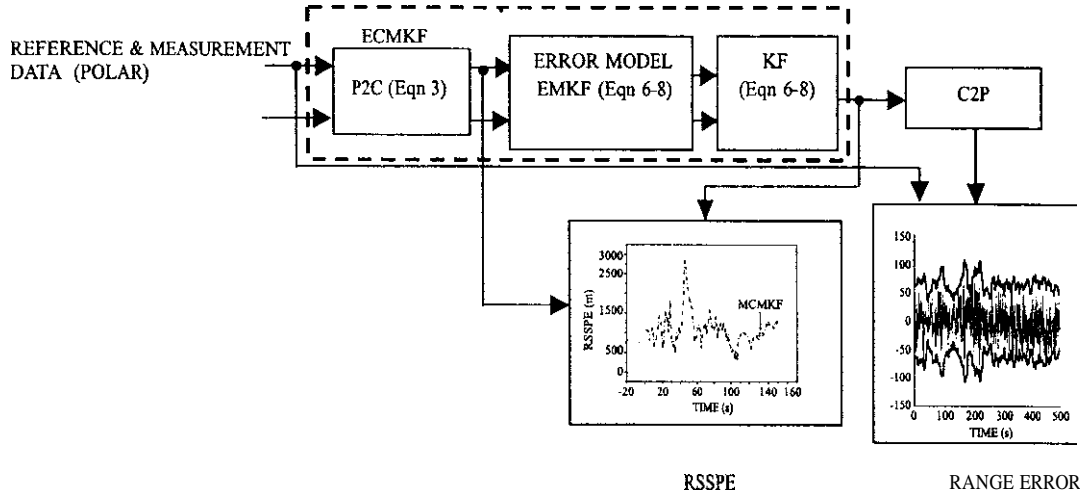 REFERENCE & MEASUREMENT
DATA (POLAR)
ECMKF
P2C (Eqn 3)
ERROR MODEL
EMKF (Eqn 6-8)
KF
(Eqn 6-8)
C2P
3000
2500
1500
500
0
RSSPE (m)
MCMKF
-20
20
60
100
140
160
TIME (s)
150
100
50
0
-50
-100
-150
0
100
200
300
400
500
TIME (s)
RSSPE
RANGE ERROR